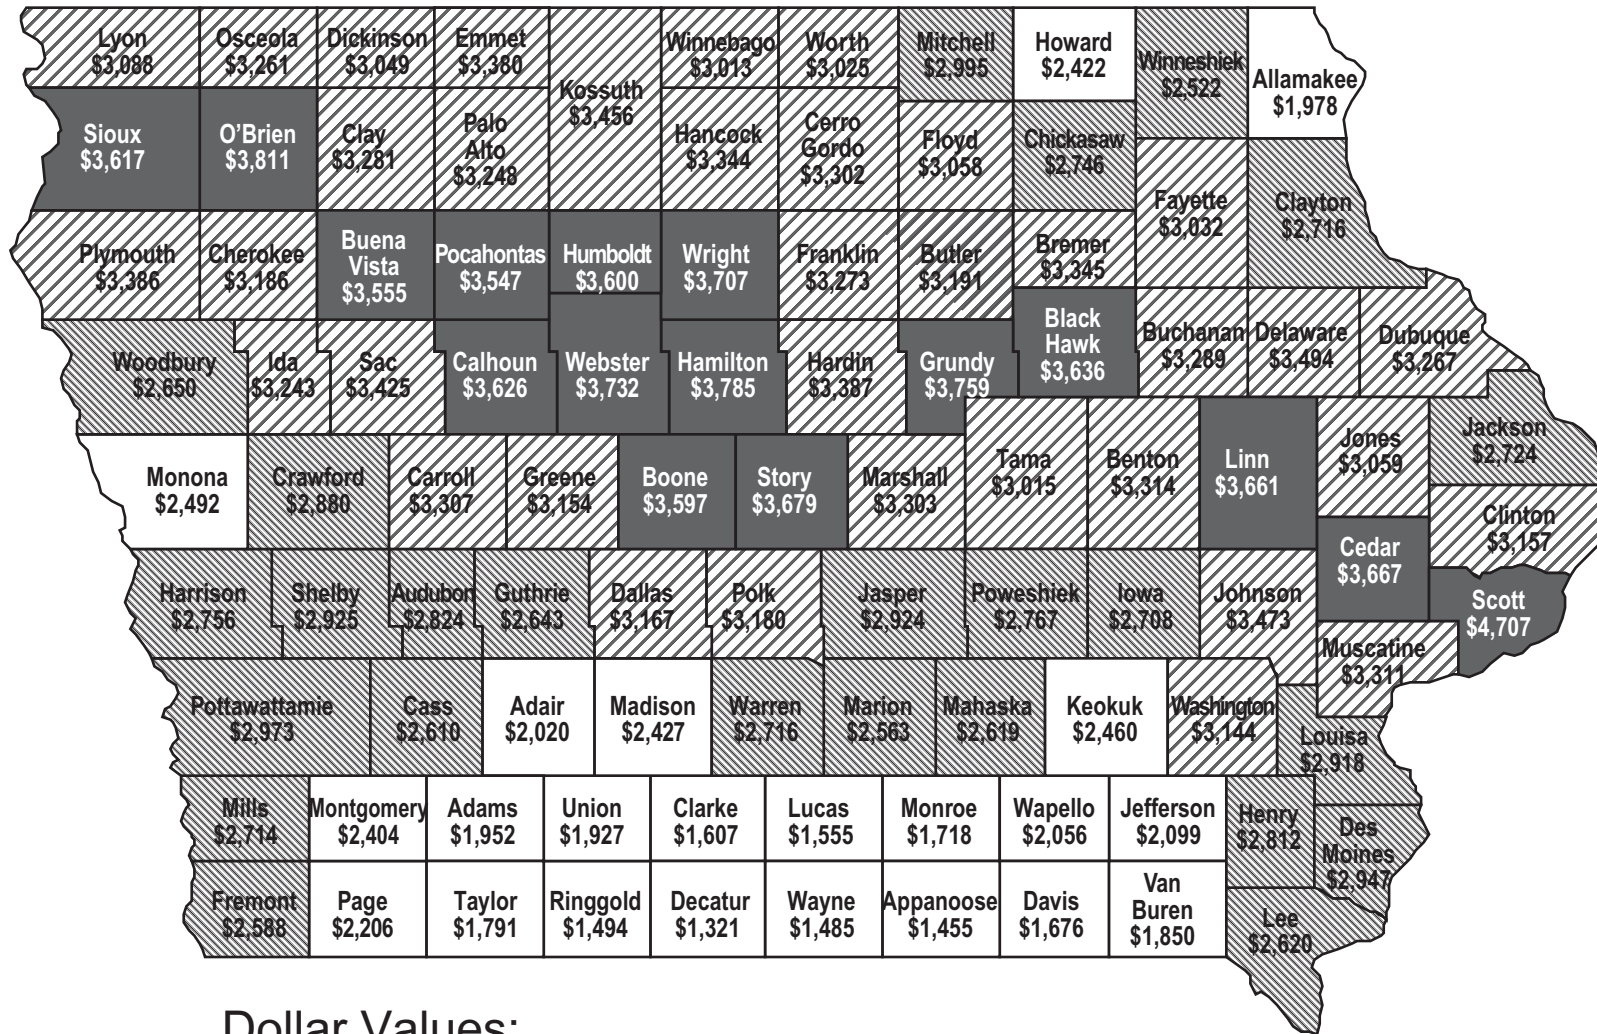 Lyon
$3,088
Osceola
$3,261
Dickinson
$3,049
Emmet
$3,380
Kossuth
$3,456
Winnebago
$3,013
Worth
$3,025
Mitchell
$2,995
Howard
$2,422
Winneshiek
$2,522
Allamakee
$1,978
Sioux
$3,617
O’Brien
$3,811
Clay
$3,281
Palo
Alto
$3,248
Hancock
$3,344
Cerro
Gordo
$3,302
Floyd
$3,058
Chickasaw
$2,746
Fayette
$3,032
Clayton
$2,716
Plymouth
$3,386
Cherokee
$3,186
Buena
Vista
$3,555
Pocahontas
$3,547
Humboldt
$3,600
Wright
$3,707
Franklin
$3,273
Butler
$3,191
Bremer
$3,345
Woodbury
$2,650
Ida
$3,243
Sac
$3,425
Calhoun
$3,626
Webster
$3,732
Hamilton
$3,785
Hardin
$3,387
Grundy
$3,759
Black
Hawk
$3,636
Buchanan
$3,289
Delaware
$3,494
Dubuque
$3,267
Monona
$2,492
Crawford
$2,880
Carroll
$3,307
Greene
$3,154
Boone
$3,597
Story
$3,679
Marshall
$3,303
Tama
$3,015
Benton
$3,314
Linn
$3,661
Jones
$3,059
Jackson
$2,724
Clinton
$3,157
Cedar
$3,667
Scott
$4,707
Harrison
$2,756
Shelby
$2,925
Audubon
$2,824
Guthrie
$2,643
Dallas
$3,167
Polk
$3,180
Jasper
$2,924
Poweshiek
$2,767
Iowa
$2,708
Johnson
$3,473
Muscatine
$3,311
Pottawattamie
$2,973
Cass
$2,610
Adair
$2,020
Madison
$2,427
Warren
$2,716
Marion
$2,563
Mahaska
$2,619
Keokuk
$2,460
Washington
$3,144
Louisa
$2,918
Mills
$2,714
Montgomery
$2,404
Adams
$1,952
Union
$1,927
Clarke
$1,607
Lucas
$1,555
Monroe
$1,718
Wapello
$2,056
Jefferson
$2,099
Henry
$2,812
Des
Moines
$2,947
Fremont
$2,588
Page
$2,206
Taylor
$1,791
Ringgold
$1,494
Decatur
$1,321
Wayne
$1,485
Appanoose
$1,455
Davis
$1,676
Van
Buren
$1,850
Lee
$2,620
Dollar Values: